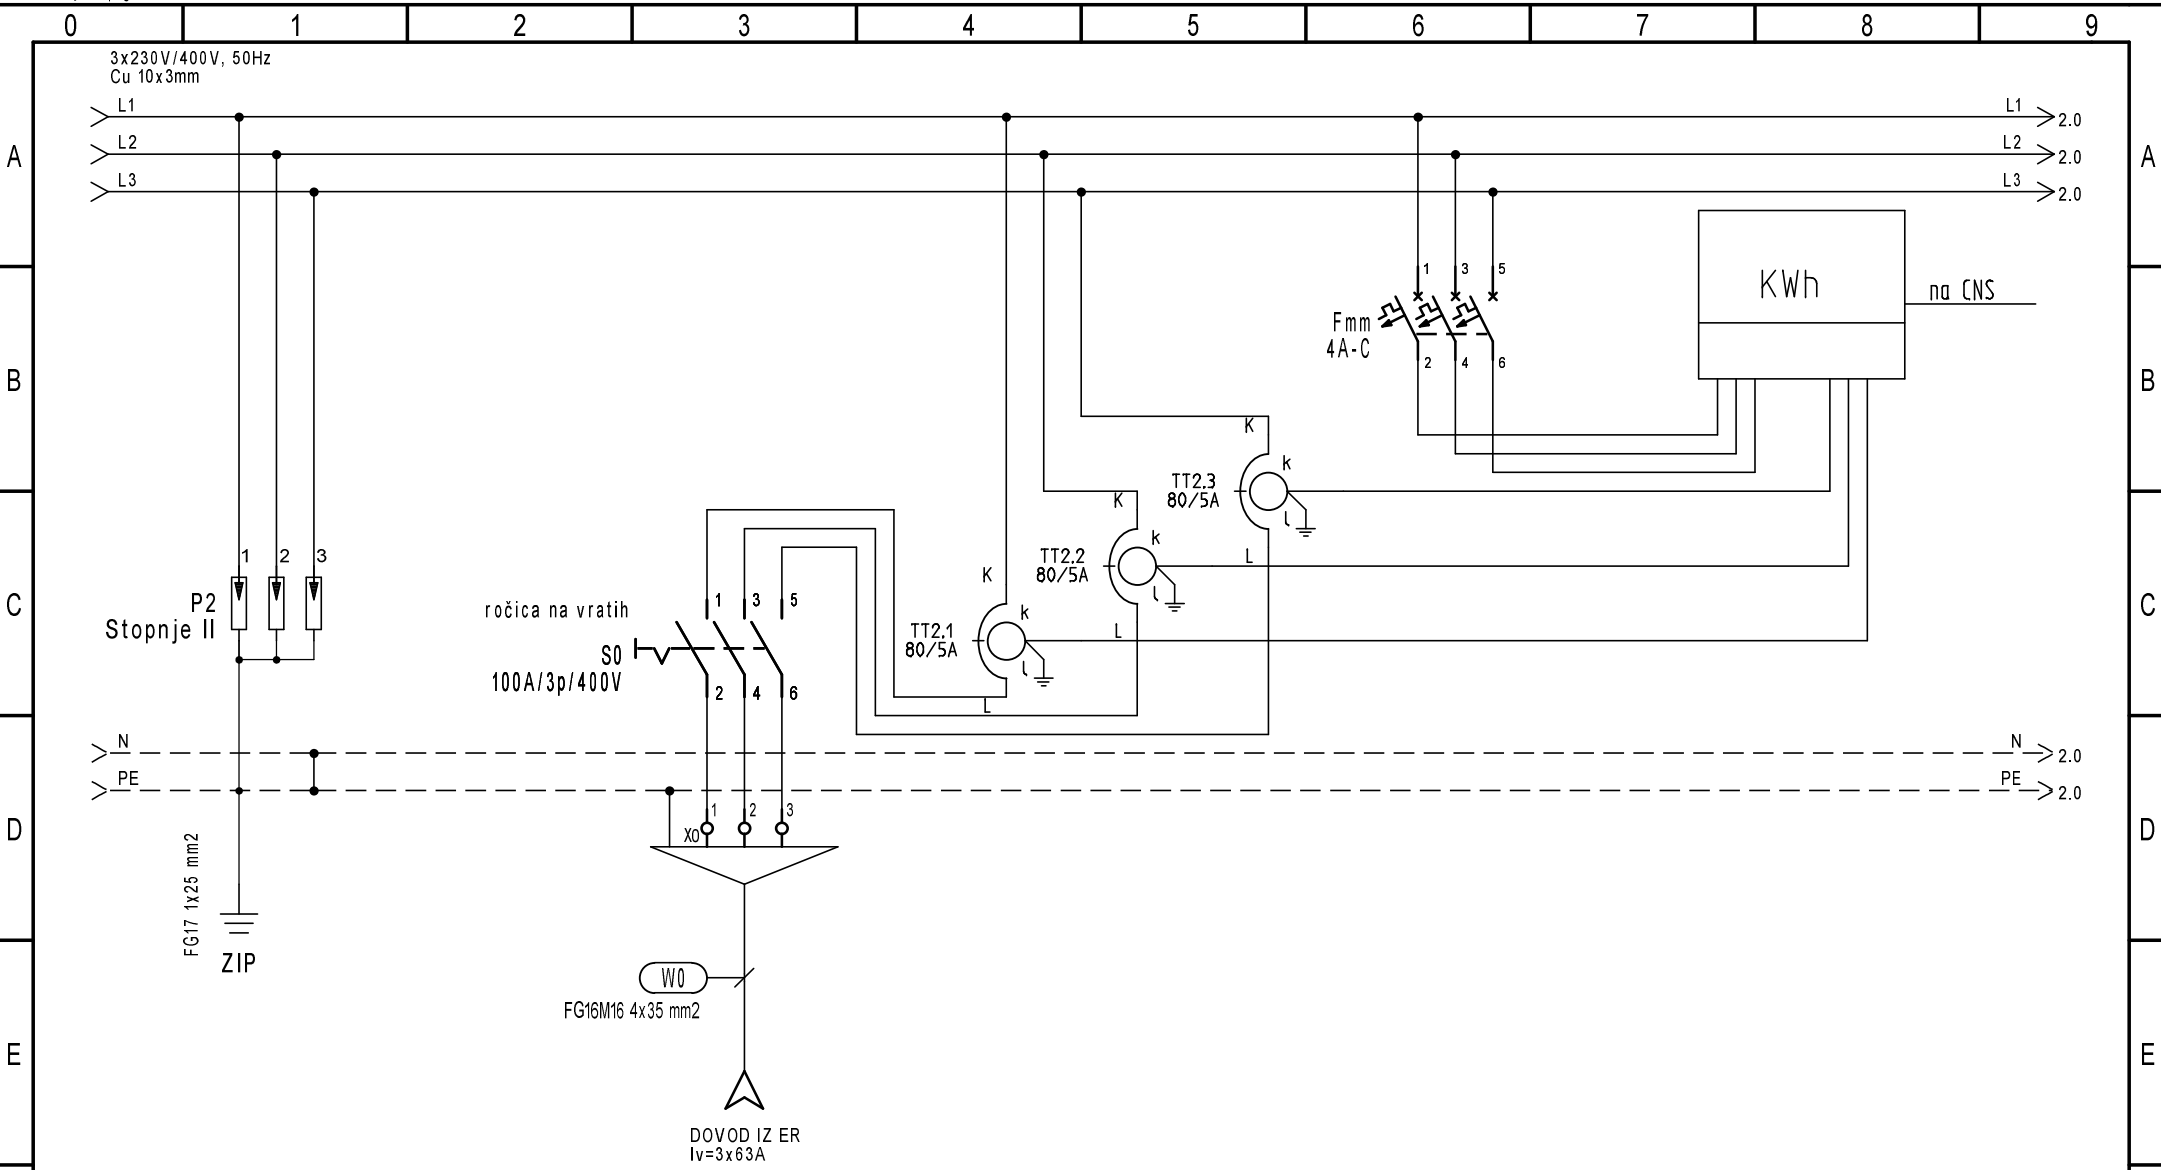 0 1 2 3 4 5 6 7 8 9
3x230V/400V, 50Hz
Cu 10x3mm
L1 L1 2.0
L2 L2 2.0
A A
L3 L3 2.0
1 3 5
KWh
na CNS
Fmm
4A-C
2 4 6
B B
K
k
TT2.3
80/5A
K
l
k
TT2.2
80/5A
L
1 2 3
K
l
P2
Stopnje II
C C
ročica na vratih
1 3 5
k
TT2.1
80/5A
L
S0
100A/3p/400V
l
2 4 6
L
N N 2.0
PE PE 2.0
1 2 3
X0
D D
FG17 1x25 mm2
ZIP
W0
FG16M16 4x35 mm2
E E
DOVOD IZ ER
Iv=3x63A